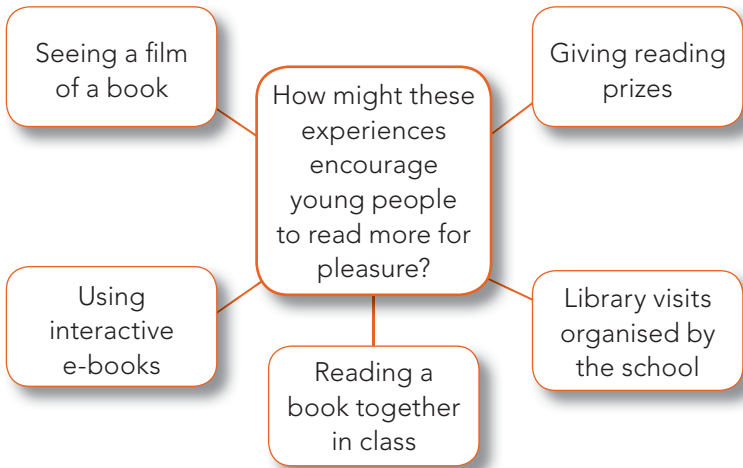 Seeing a film
of a book
How might these
experiences
encourage
young people
to read more for
pleasure?
Giving reading
prizes
Using
interactive
e-books
Reading a
book together
in class
Library visits
organised by
the school